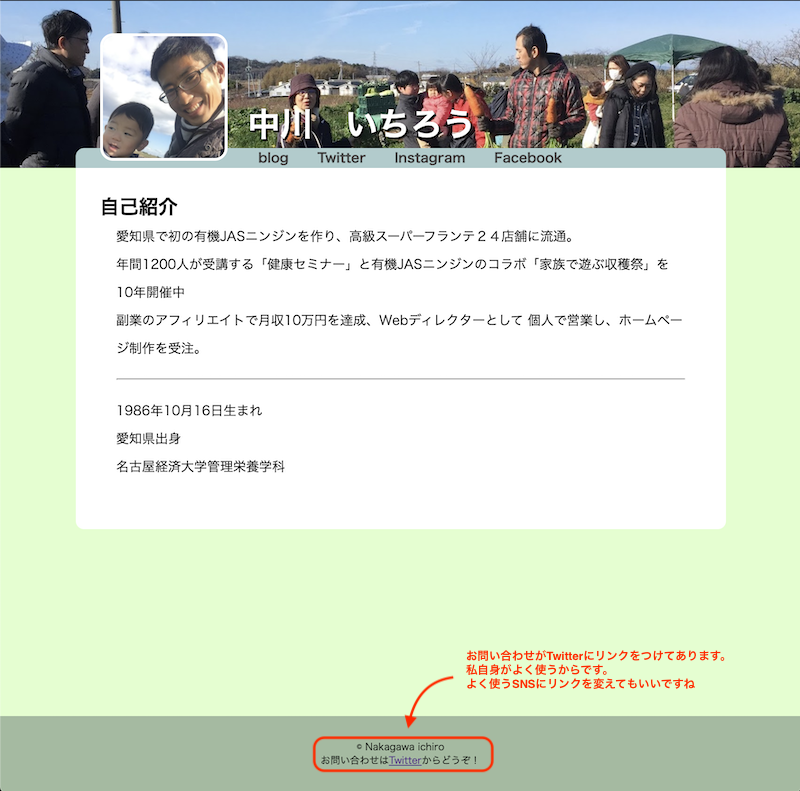 中川　いちろう
blog Twitter Instagram Facebook
自己紹介
愛知県で初の有機JASニンジンを作り、高級スーパーフランテ２４店舗に流通。
年間1200人が受講する「健康セミナー」と有機JASニンジンのコラボ「家族で遊ぶ収穫祭」を
10年開催中
副業のアフィリエイトで月収10万円を達成、Webディレクターとして 個人で営業し、ホームペー
ジ制作を受注。
1986年10月16日生まれ
愛知県出身
名古屋経済大学管理栄養学科
お問い合わせがTwitterにリンクをつけてあります。
私自身がよく使うからです。
よく使うSNSにリンクを変えてもいいですね
© Nakagawa ichiro
お問い合わせはTwitterからどうぞ！